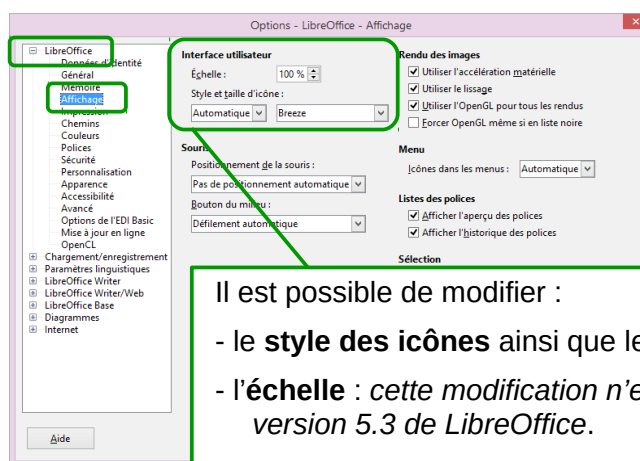 Options - LibreOffice - Affichage
LibreOffice
Données d'identité
Général
Mémoire
Affichage
Impression
Chemins
Couleurs
Polices
Sécurité
Personnalisation
Apparence
Accessibilité
Avancé
Options de l'EDI Basic
Mise à jour en ligne
OpenCL
Chargement/enregistrement
Paramètres linguistiques
LibreOffice Writer
LibreOffice Writer/Web
LibreOffice Base
Diagrammes
Internet
Aide
Interface utilisateur
Échelle :
100 %
Style et taille d'icône :
Automatique
Breeze
Souris
Positionnement de la souris :
Pas de positionnement automatique
Bouton du milieu :
Défilement automatique
Rendu des images
Utiliser l'accélération matérielle
Utiliser le lissage
Utiliser l'OpenGL pour tous les rendus
Forcer OpenGL même si en liste noire
Menu
Icônes dans les menus :
Automatique
Listes des polices
Afficher l'aperçu des polices
Afficher l'historique des polices
Sélection
Il est possible de modifier :
- le style des icônes ainsi que le
- l'échelle : cette modification n'e
version 5.3 de LibreOffice.